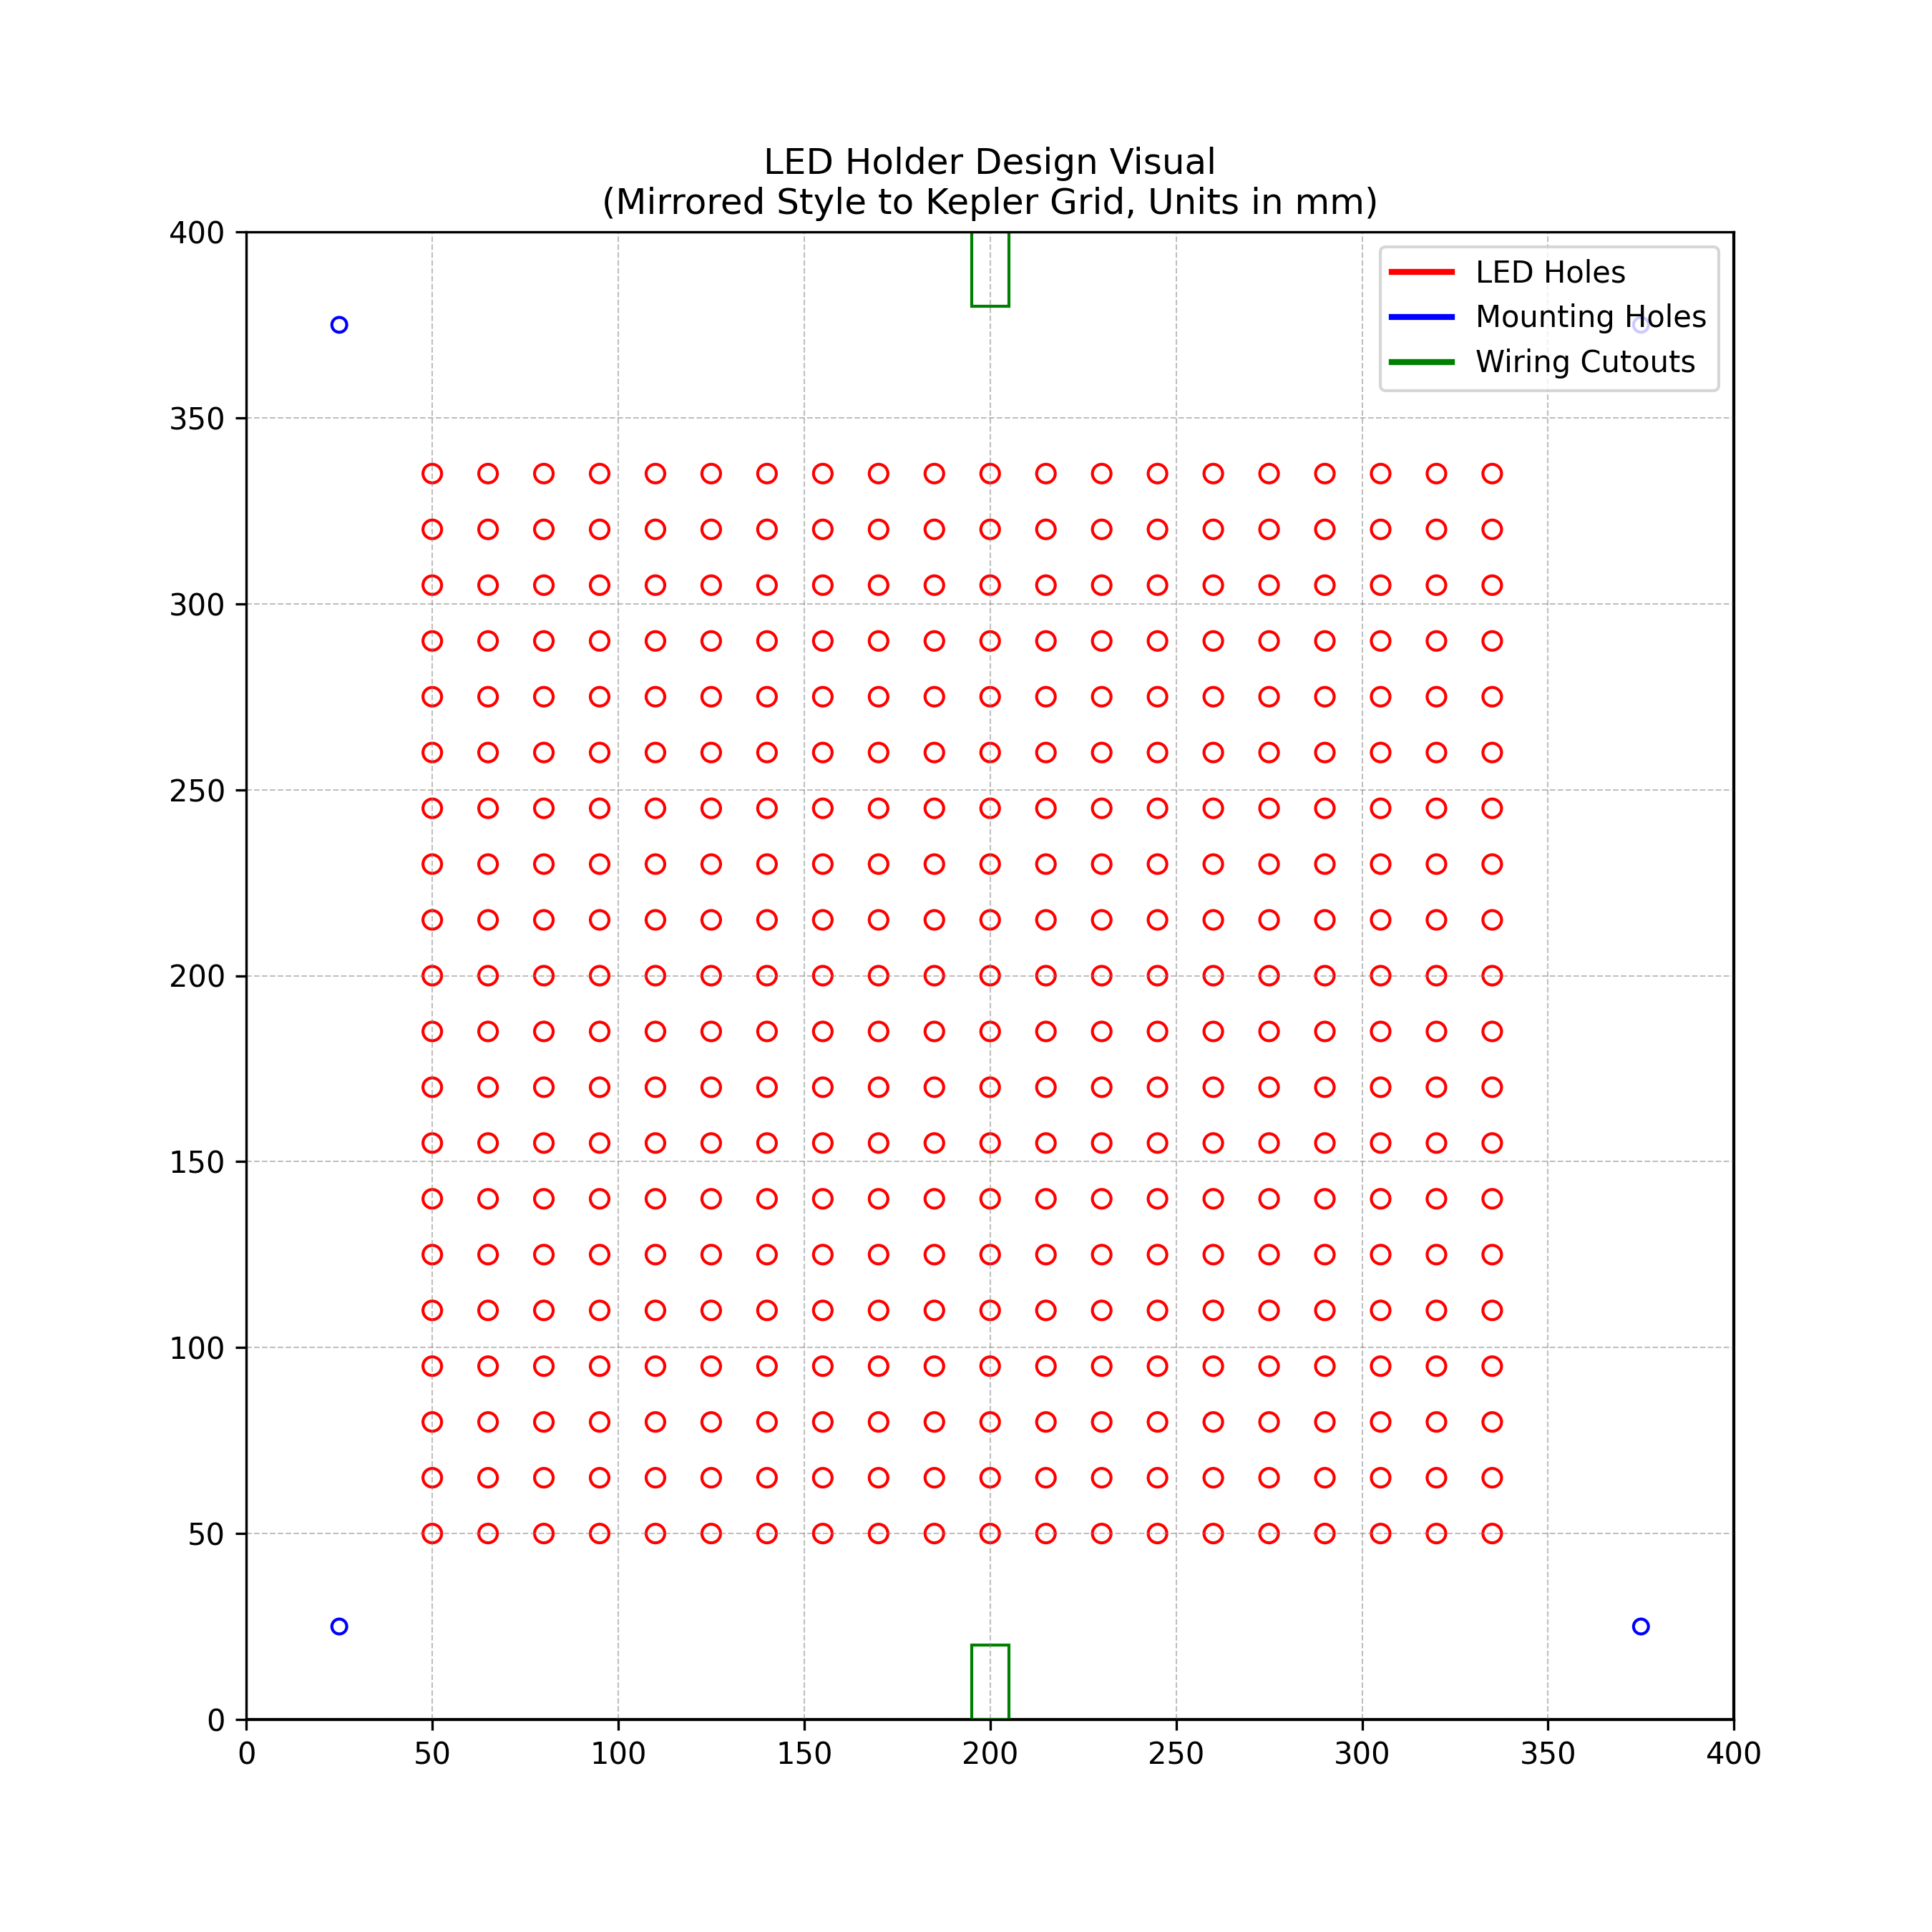 LED Holder Design Visual
(Mirrored Style to Kepler Grid, Units in mm)
LED Holes
Mounting Holes
Wiring Cutouts
400
350
300
250
200
150
100
50
0
0 50 100 150 200 250 300 350 400